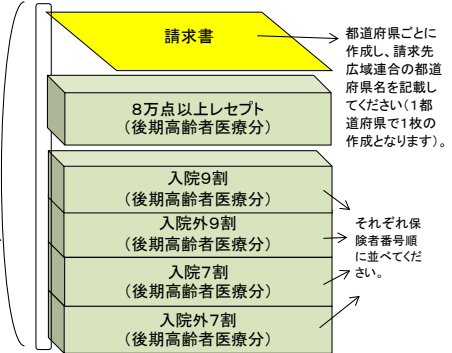 請求書
都道府県ごとに
作成し、請求先
広域連合の都道
府県名を記載し
てください（1都
道府県で1枚の
作成となります）。
8万点以上レセプト
（後期高齢者医療分）
入院9割
（後期高齢者医療分）
入院外9割
（後期高齢者医療分）
入院7割
（後期高齢者医療分）
入院外7割
（後期高齢者医療分）
それぞれ保
険者番号順
に並べてくだ
さい。